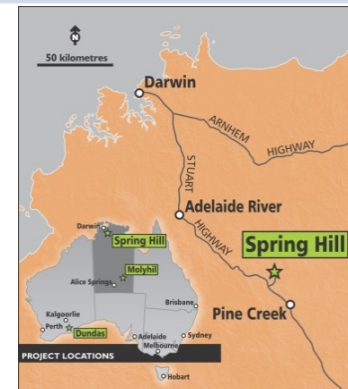 N
50 kilometres
Darwin
ARNHEM
HIGHWAY
STUART
HIGHWAY
Adelaide River
Spring Hill
Pine Creek
Darwin
Spring Hill
Molyhil
Alice Springs
Brisbane
Kalgoorlie
Perth
Dundas
Adelaide
Sydney
Melbourne
PROJECT LOCATIONS
Hobart